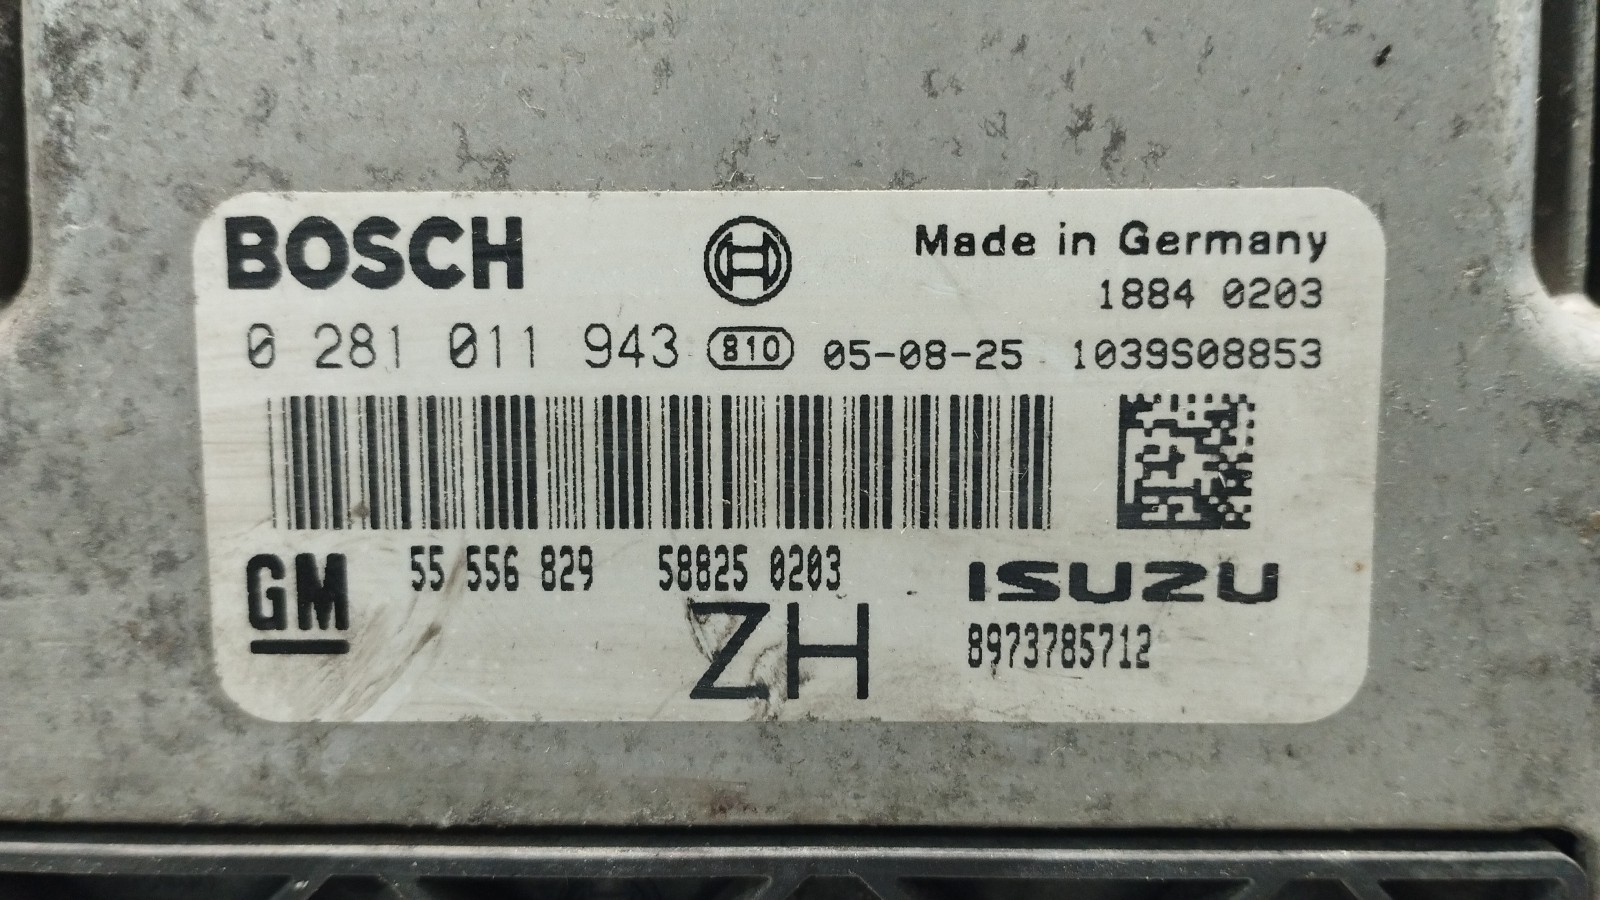 BOSCH
Made in Germany
1884 0203
0 281 011 943 810 05-08-25 1039S08853
GM 55 556 829 58825 0203 ISUZU
ZH 8973785712